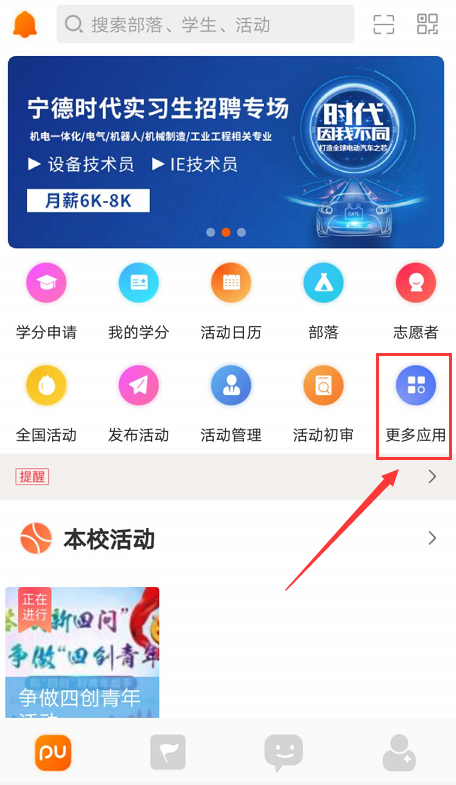 搜索部落、学生、活动
宁德时代实习生招聘专场
机电一体化/电气/机器人/机械制造/工业工程相关专业
▶ 设备技术员 ▶ IE技术员
月薪6K-8K
时代
因我不同
打造全球电动汽车之芯
CATL
学分申请 我的学分 活动日历 部落 志愿者
全国活动 发布活动 活动管理 活动初审 更多应用
提醒
本校活动
正在
进行
新四问”
争做“四创青年
争做四创青年
活动
pu